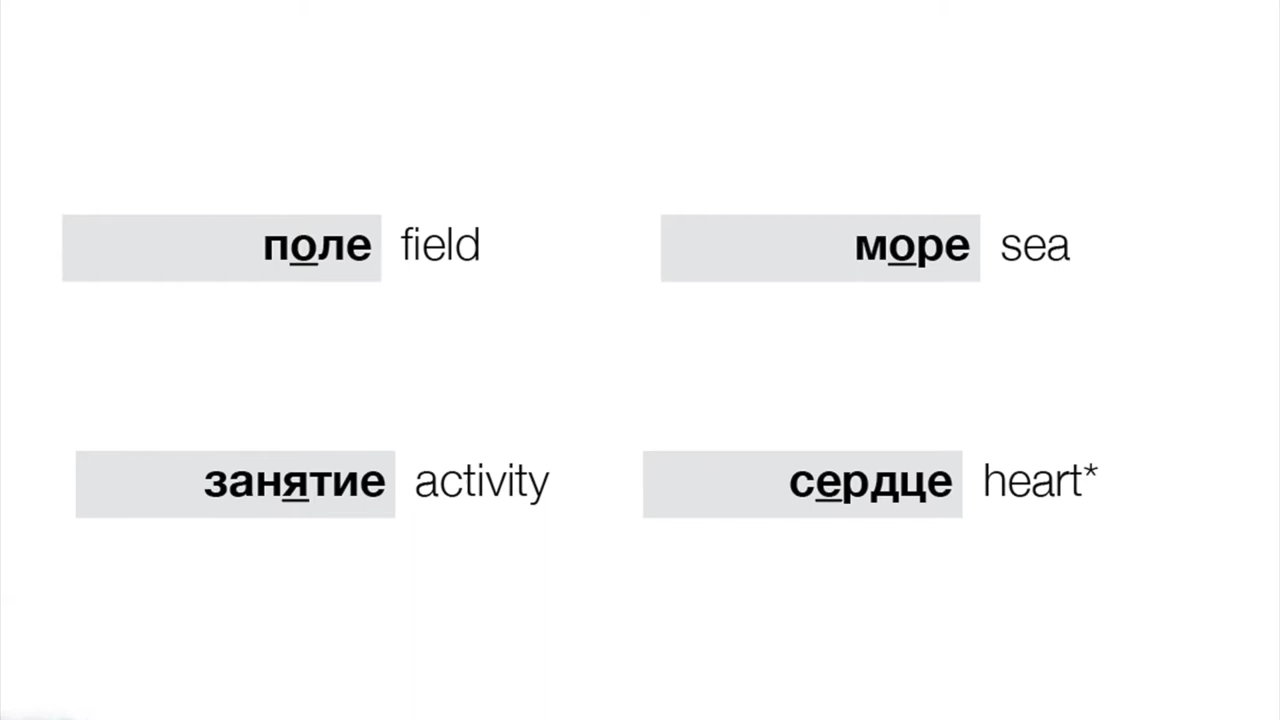 поле field
море sea
занятие activity
сердце heart*